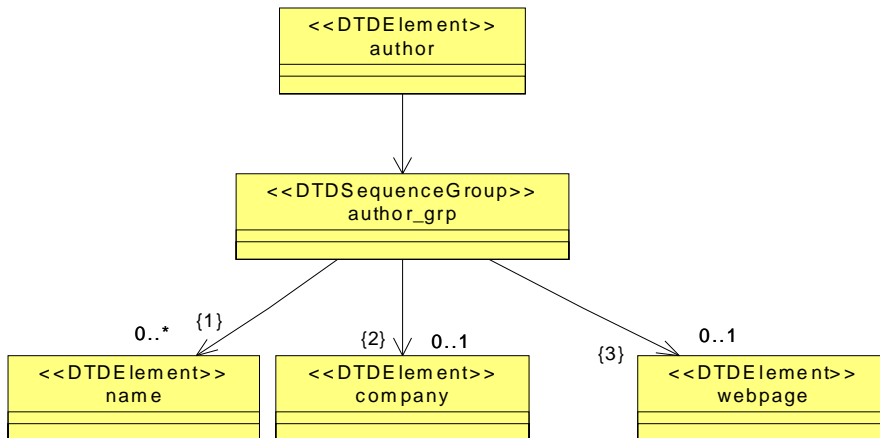 <<DTDElement>>
author
<<DTDSequenceGroup>>
author_grp
{1}
0..*
{2}
0..1
{3}
0..1
<<DTDElement>>
name
<<DTDElement>>
company
<<DTDElement>>
webpage